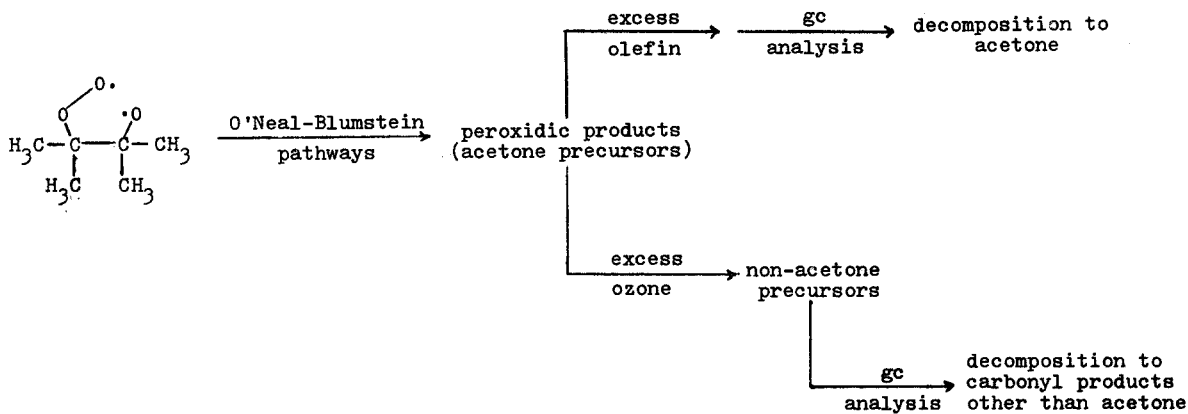 excess
olefin
gc
analysis
decomposition to
acetone
O·
O
·O
H3C
C
C
CH3
H3C
CH3
O'Neal-Blumstein
pathways
peroxidic products
(acetone precursors)
excess
ozone
non-acetone
precursors
gc
analysis
decomposition to
carbonyl products
other than acetone